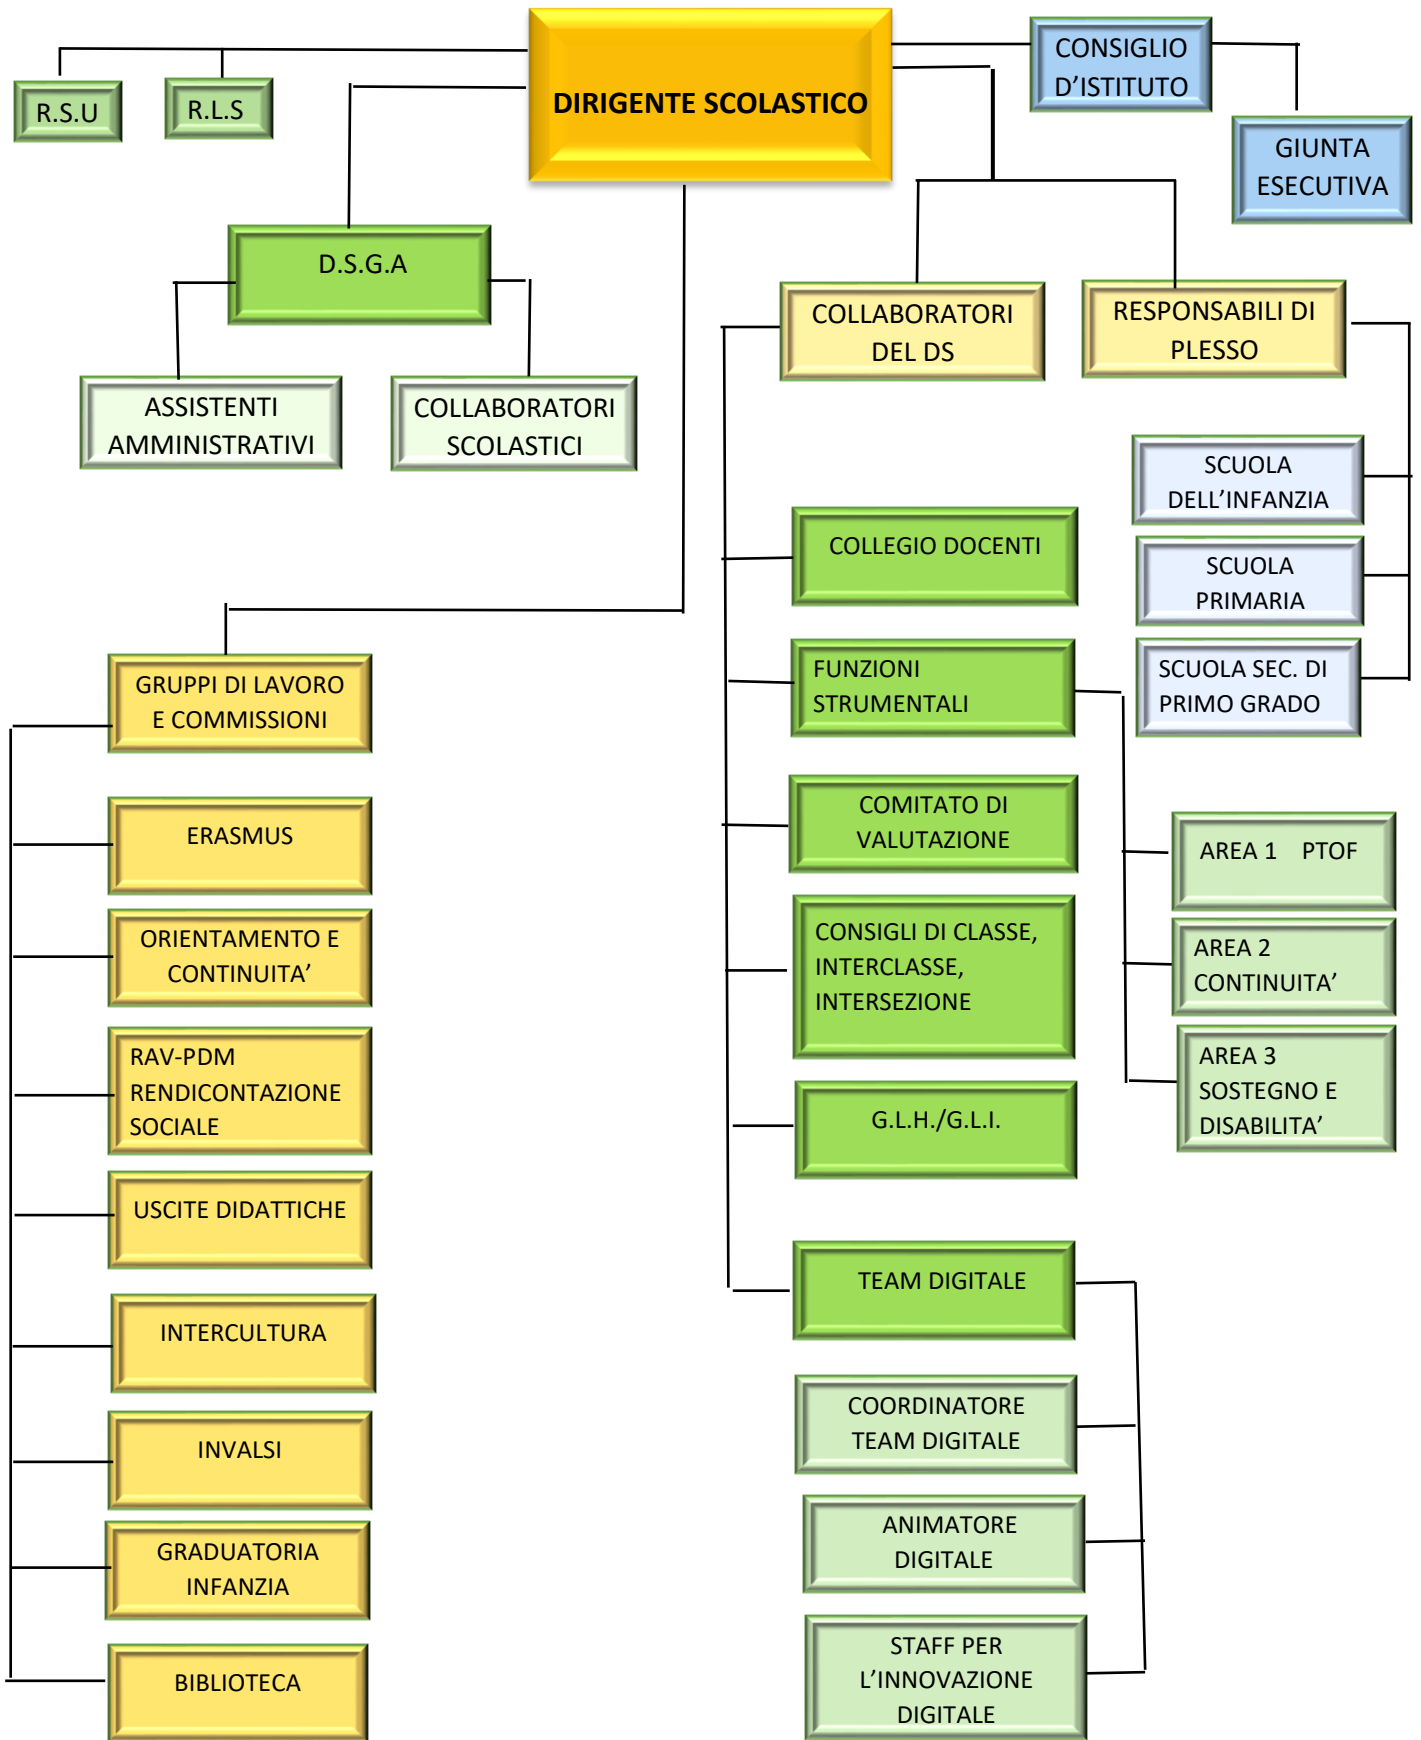 DIRIGENTE SCOLASTICO
CONSIGLIO
D’ISTITUTO
R.S.U
R.L.S
GIUNTA
ESECUTIVA
D.S.G.A
COLLABORATORI
DEL DS
RESPONSABILI DI
PLESSO
ASSISTENTI
AMMINISTRATIVI
COLLABORATORI
SCOLASTICI
SCUOLA
DELL’INFANZIA
SCUOLA
PRIMARIA
SCUOLA SEC. DI
PRIMO GRADO
COLLEGIO DOCENTI
FUNZIONI
STRUMENTALI
COMITATO DI
VALUTAZIONE
CONSIGLI DI CLASSE,
INTERCLASSE,
INTERSEZIONE
G.L.H./G.L.I.
AREA 1 PTOF
AREA 2
CONTINUITA’
AREA 3
SOSTEGNO E
DISABILITA’
TEAM DIGITALE
COORDINATORE
TEAM DIGITALE
ANIMATORE
DIGITALE
STAFF PER
L’INNOVAZIONE
DIGITALE
GRUPPI DI LAVORO
E COMMISSIONI
ERASMUS
ORIENTAMENTO E
CONTINUITA’
RAV-PDM
RENDICONTAZIONE
SOCIALE
USCITE DIDATTICHE
INTERCULTURA
INVALSI
GRADUATORIA
INFANZIA
BIBLIOTECA